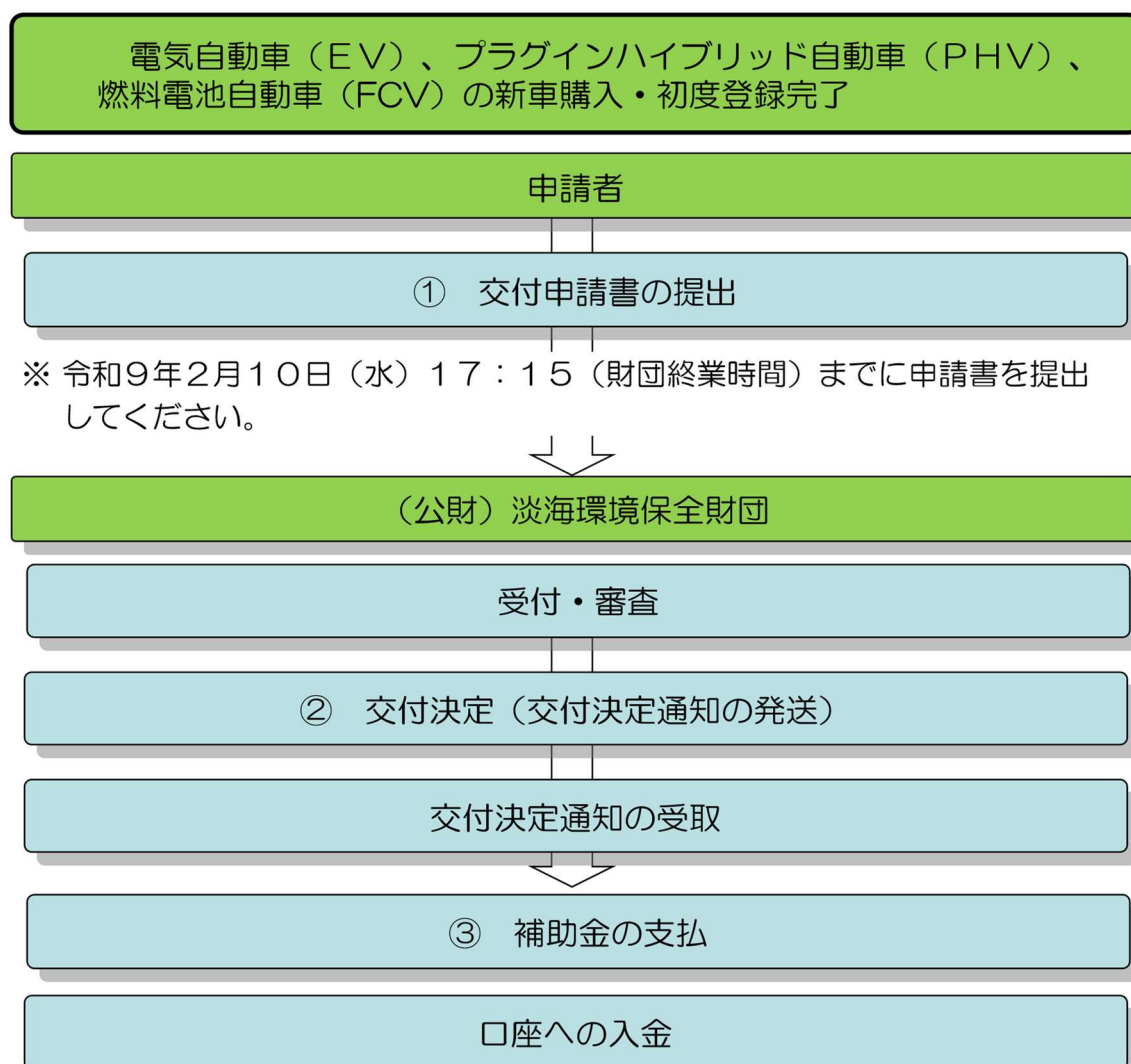 電気自動車（ＥＶ）、プラグインハイブリッド自動車（ＰＨＶ）、
燃料電池自動車（FCV）の新車購入・初度登録完了
申請者
①　交付申請書の提出
※ 令和９年２月１０日（水）１７：１５（財団終業時間）までに申請書を提出
してください。
（公財）淡海環境保全財団
受付・審査
②　交付決定（交付決定通知の発送）
交付決定通知の受取
③　補助金の支払
口座への入金